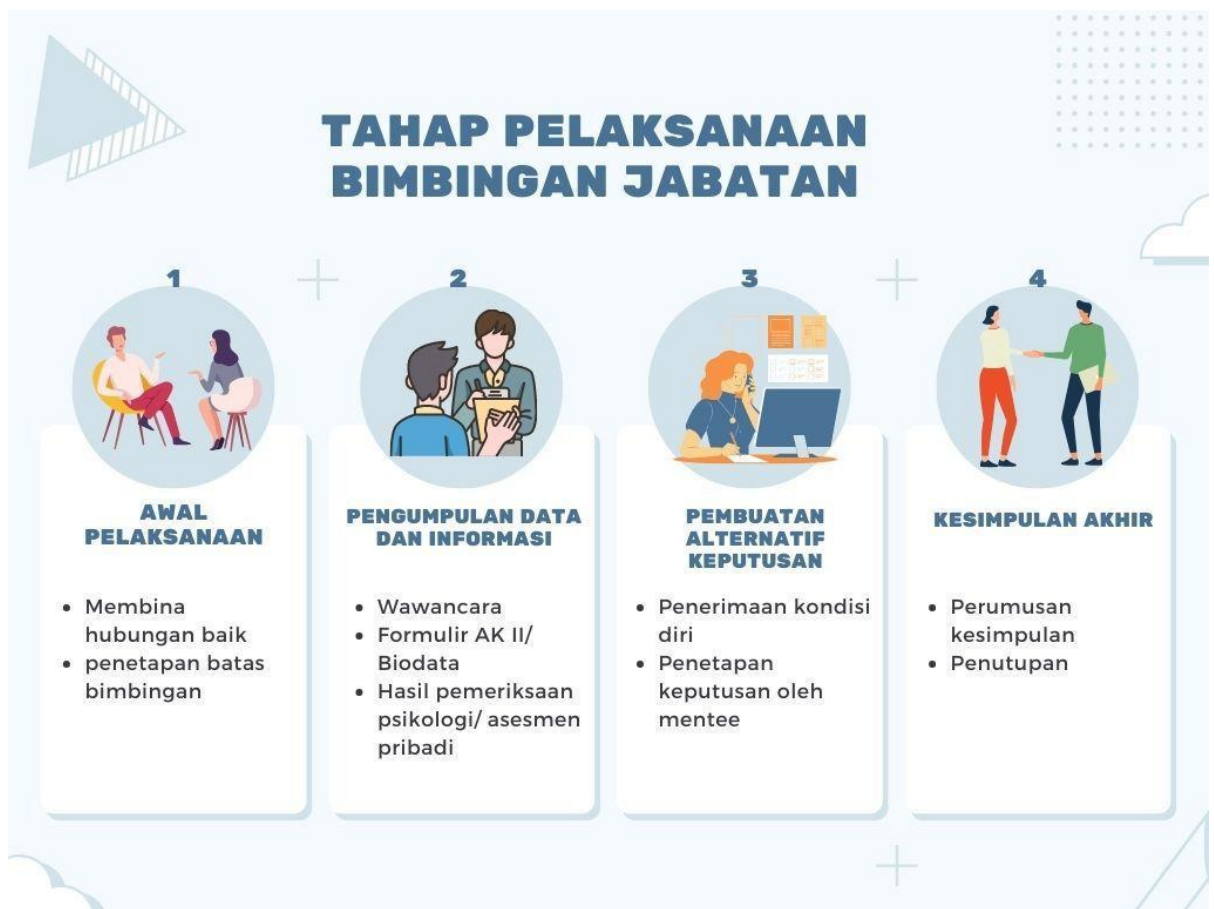 TAHAP PELAKSANAAN
BIMBINGAN JABATAN
1
AWAL
PELAKSANAAN
• Membina
hubungan baik
• penetapan batas
bimbingan
2
PENGUMPULAN DATA
DAN INFORMASI
• Wawancara
• Formulir AK II/
Biodata
• Hasil pemeriksaan
psikologi/ asesmen
pribadi
3
PEMBUATAN
ALTERNATIF
KEPUTUSAN
• Penerimaan kondisi
diri
• Penetapan
keputusan oleh
mentee
4
KESIMPULAN AKHIR
• Perumusan
kesimpulan
• Penutupan